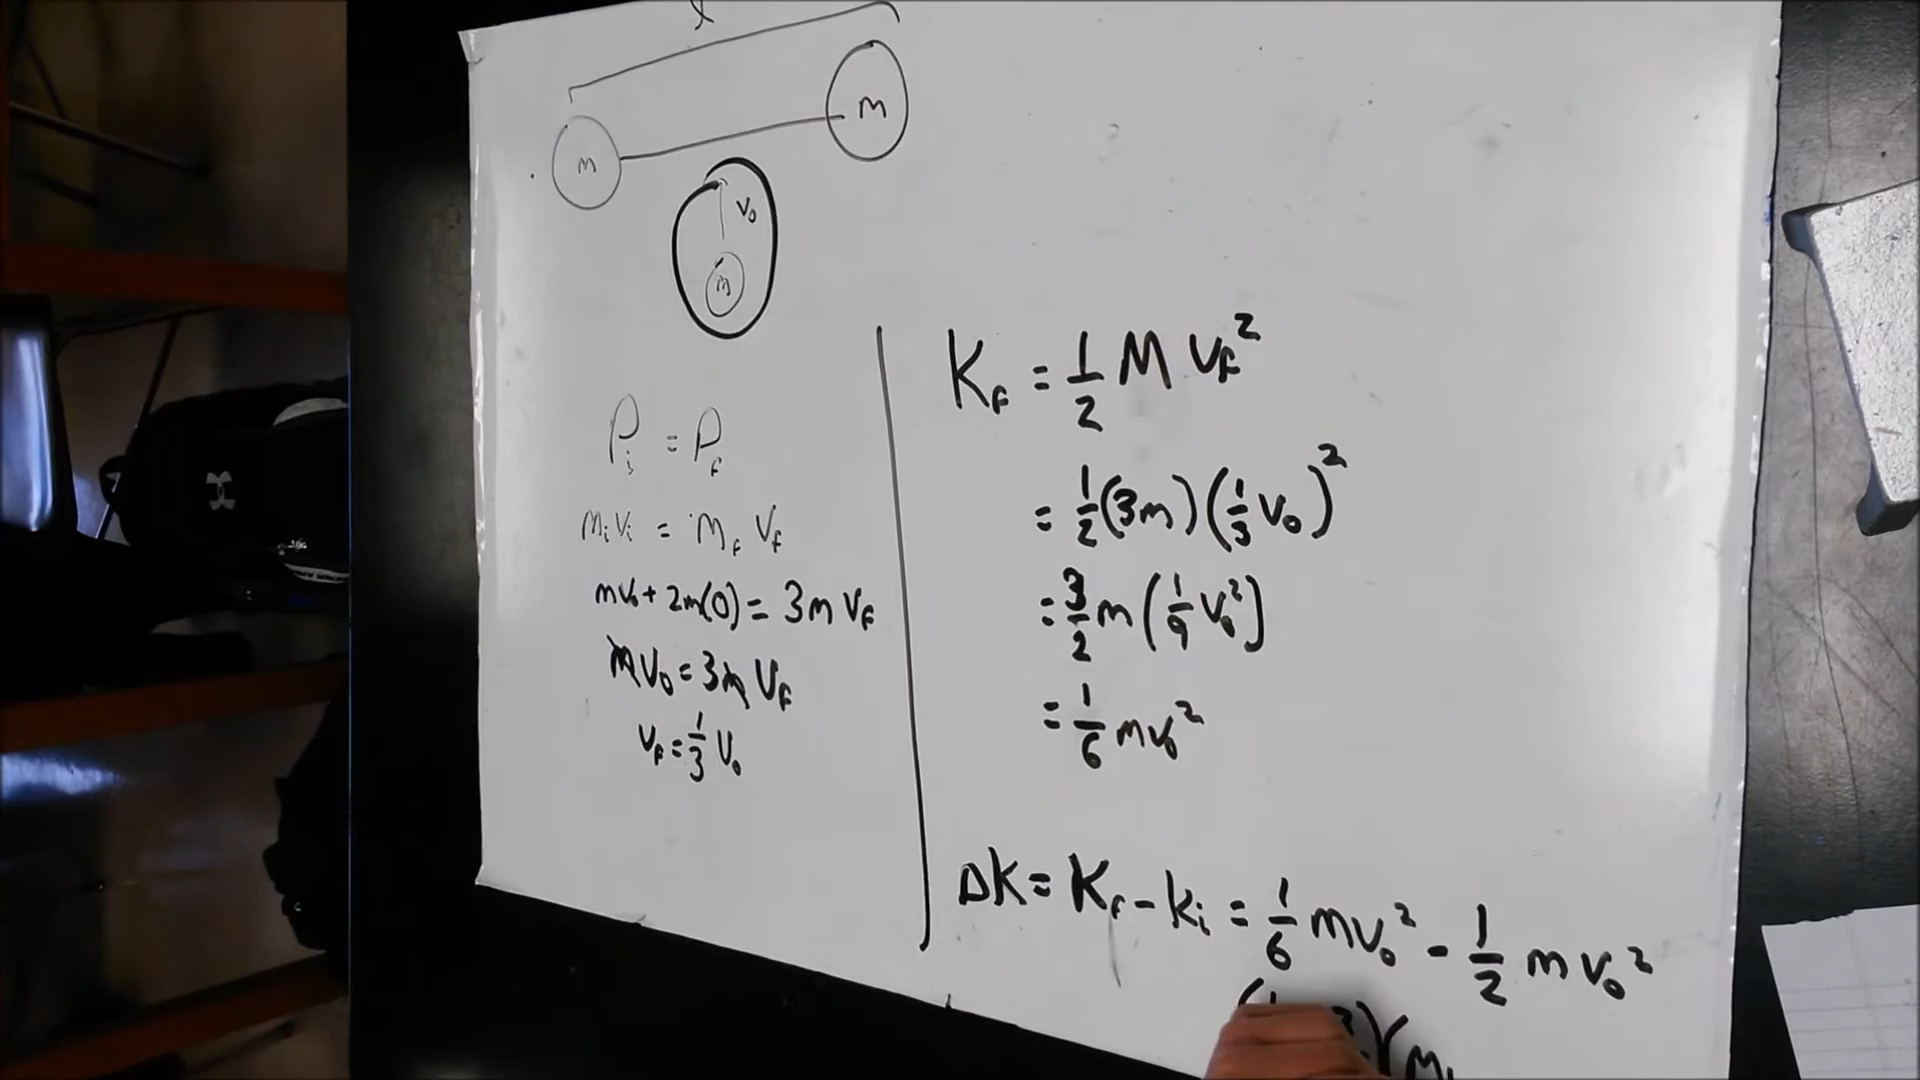 l
m
m
v₀
m
Pᵢ = P_f
mᵢvᵢ = m_f v_f
mv₀ + 2m(0) = 3m v_f
mv₀ = 3m v_f
v_f = 1/3 v₀
K_f = 1/2 M v_f²
= 1/2 (3m)(1/3 v₀)²
= 3/2 m (1/9 v₀²)
= 1/6 mv₀²
ΔK = K_f - Kᵢ = 1/6 mv₀² - 1/2 mv₀²